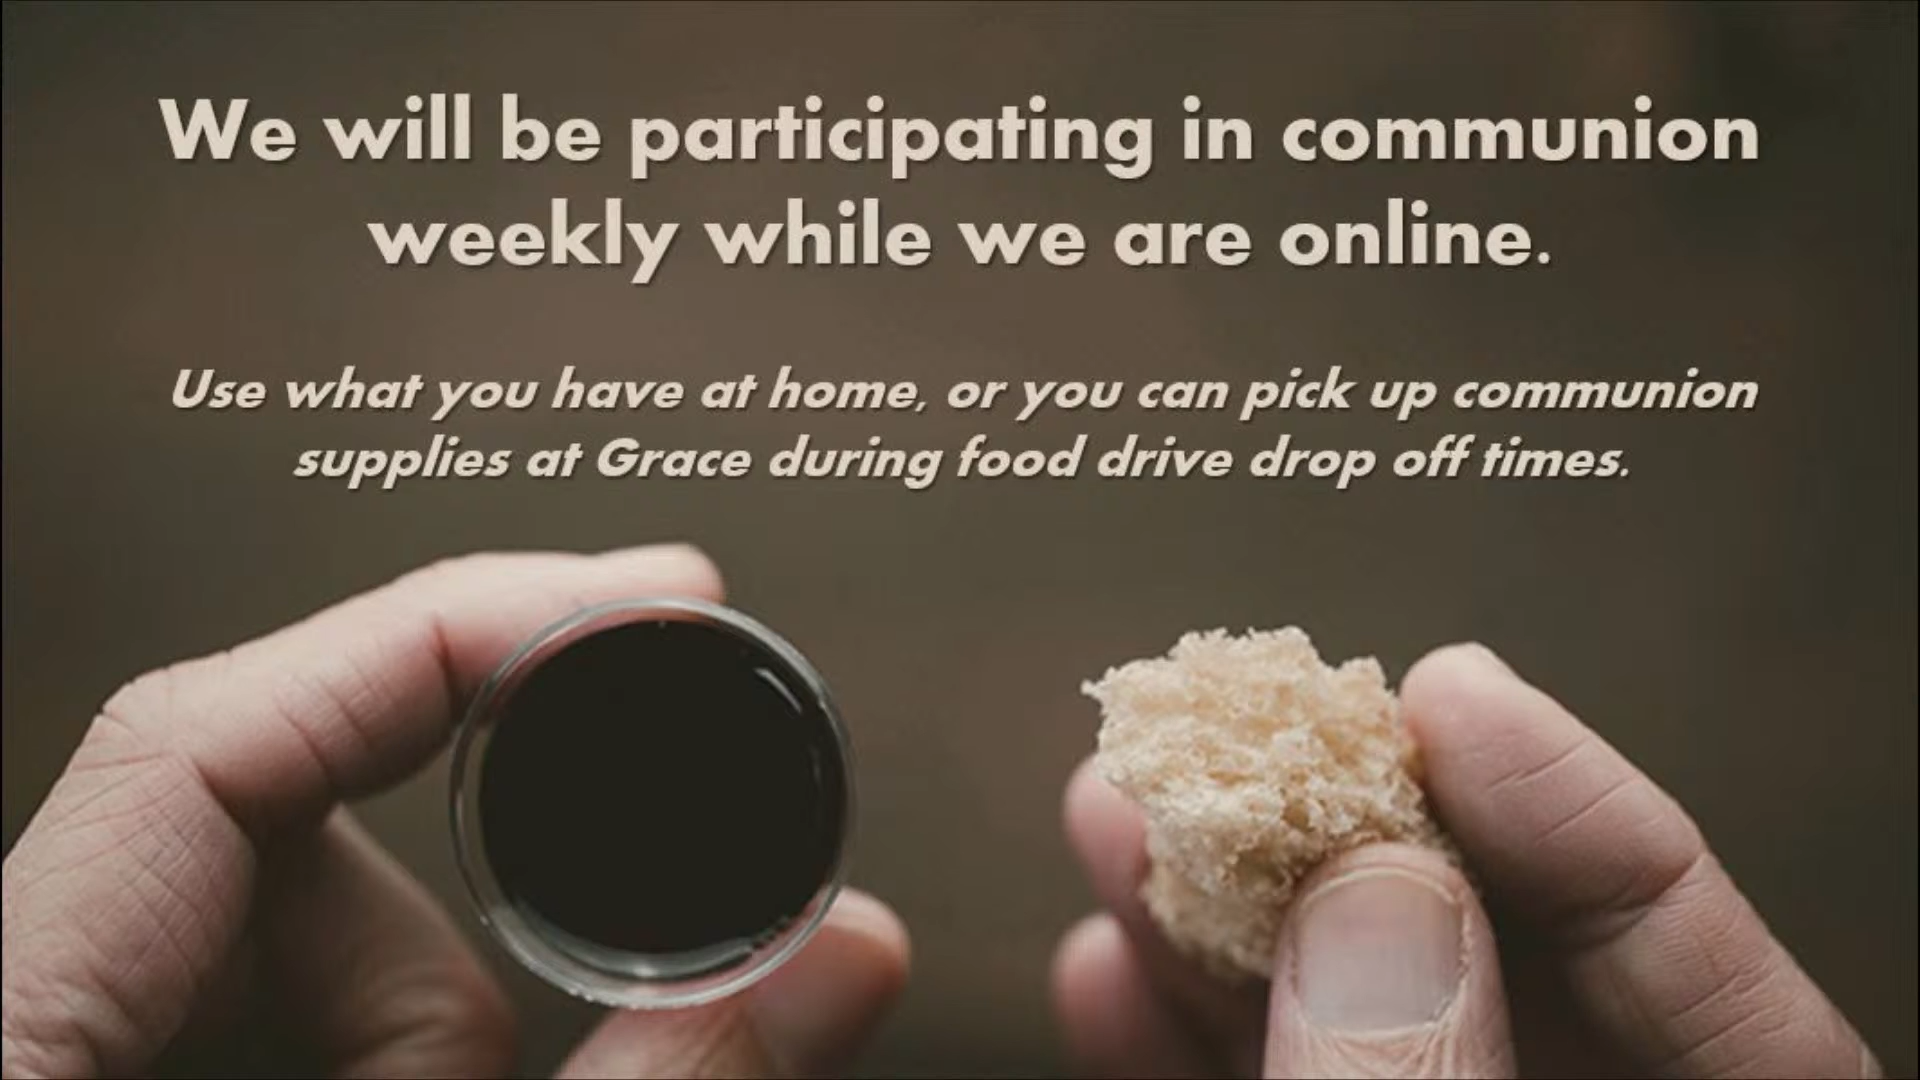 We will be participating in communion
weekly while we are online.
Use what you have at home, or you can pick up communion
supplies at Grace during food drive drop off times.